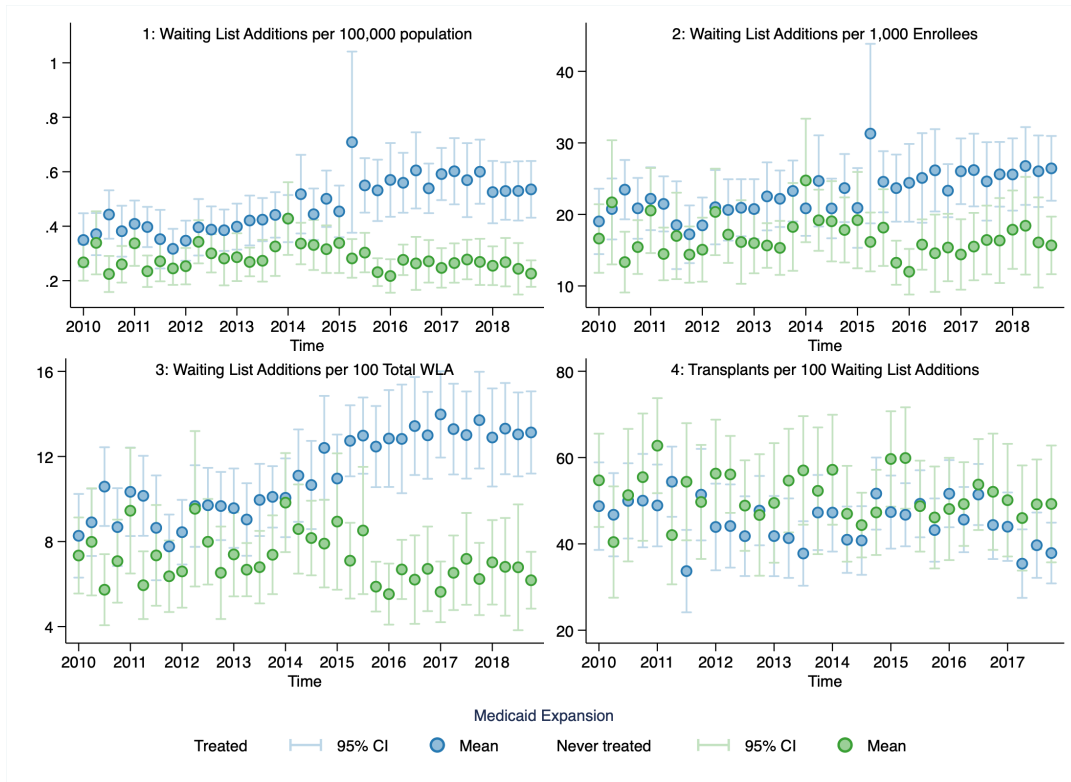 1: Waiting List Additions per 100,000 population
1
.8
.6
.4
.2
2010 2011 2012 2013 2014 2015 2016 2017 2018
Time
2: Waiting List Additions per 1,000 Enrollees
40
30
20
10
2010 2011 2012 2013 2014 2015 2016 2017 2018
Time
3: Waiting List Additions per 100 Total WLA
16
12
8
4
2010 2011 2012 2013 2014 2015 2016 2017 2018
Time
4: Transplants per 100 Waiting List Additions
80
60
40
20
2010 2011 2012 2013 2014 2015 2016 2017
Time
Medicaid Expansion
Treated 95% CI Mean Never treated 95% CI Mean